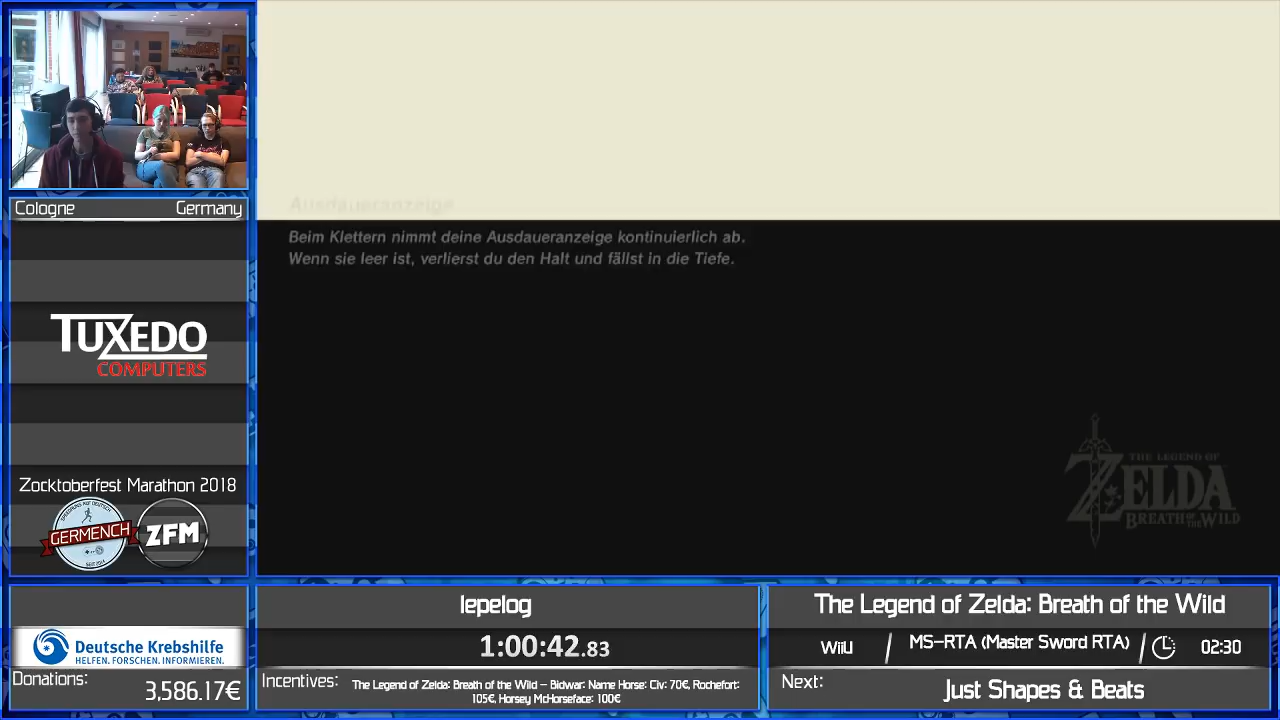 Cologne Germany
Ausdaueranzeige
Beim Klettern nimmt deine Ausdaueranzeige kontinuierlich ab.
Wenn sie leer ist, verlierst du den Halt und fällst in die Tiefe.
TUXEDO
COMPUTERS
THE LEGEND OF
ZELDA
BREATH OF THE WILD
Zocktoberfest Marathon 2018
GERMENCH
ZFM
Deutsche Krebshilfe
HELFEN. FORSCHEN. INFORMIEREN.
Donations:
3,586.17€
lepelog
1:00:42.83
Incentives:
The Legend of Zelda: Breath of the Wild – Bidwar: Name Horse: Civ: 70€, Rochefort:
105€, Horsey McHorseface: 100€
The Legend of Zelda: Breath of the Wild
WiiU / MS-RTA (Master Sword RTA) / 02:30
Next:
Just Shapes & Beats